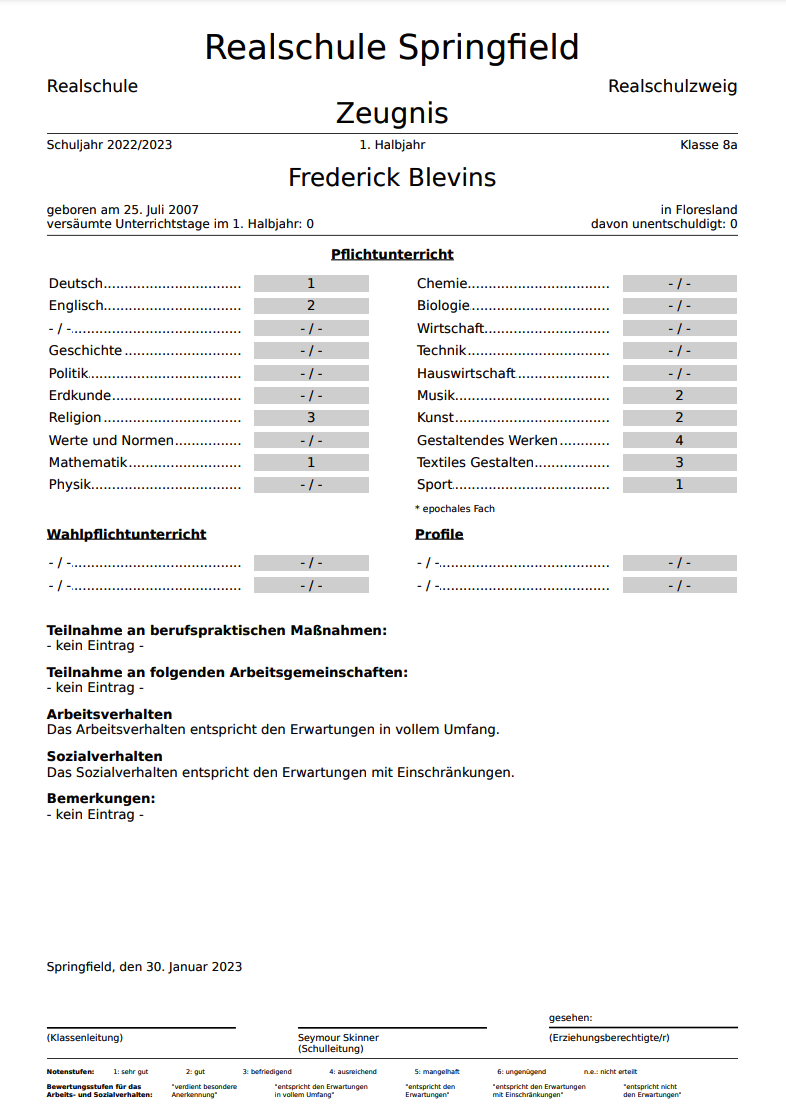 Realschule Springfield
Realschule Realschulzweig
Zeugnis
Schuljahr 2022/2023 1. Halbjahr Klasse 8a
Frederick Blevins
geboren am 25. Juli 2007 in Floresland
versäumte Unterrichtstage im 1. Halbjahr: 0 davon unentschuldigt: 0
Pflichtunterricht
Deutsch................................. 1 Chemie.................................. - / -
Englisch................................. 2 Biologie................................. - / -
- / -........................................ - / - Wirtschaft.............................. - / -
Geschichte ............................ - / - Technik.................................. - / -
Politik.................................... - / - Hauswirtschaft...................... - / -
Erdkunde............................... - / - Musik..................................... 2
Religion ................................. 3 Kunst..................................... 2
Werte und Normen................ - / - Gestaltendes Werken............ 4
Mathematik........................... 1 Textiles Gestalten.................. 3
Physik.................................... - / - Sport...................................... 1
* epochales Fach
Wahlpflichtunterricht Profile
- / -........................................ - / - - / -........................................ - / -
- / -........................................ - / - - / -........................................ - / -
Teilnahme an berufspraktischen Maßnahmen:
- kein Eintrag -
Teilnahme an folgenden Arbeitsgemeinschaften:
- kein Eintrag -
Arbeitsverhalten
Das Arbeitsverhalten entspricht den Erwartungen in vollem Umfang.
Sozialverhalten
Das Sozialverhalten entspricht den Erwartungen mit Einschränkungen.
Bemerkungen:
- kein Eintrag -
Springfield, den 30. Januar 2023
gesehen:
(Klassenleitung) Seymour Skinner (Erziehungsberechtigte/r)
(Schulleitung)
Notenstufen: 1: sehr gut 2: gut 3: befriedigend 4: ausreichend 5: mangelhaft 6: ungenügend n.e.: nicht erteilt
Bewertungsstufen für das "verdient besondere "entspricht den Erwartungen "entspricht den "entspricht den Erwartungen "entspricht nicht
Arbeits- und Sozialverhalten: Anerkennung" in vollem Umfang" Erwartungen" mit Einschränkungen" den Erwartungen"